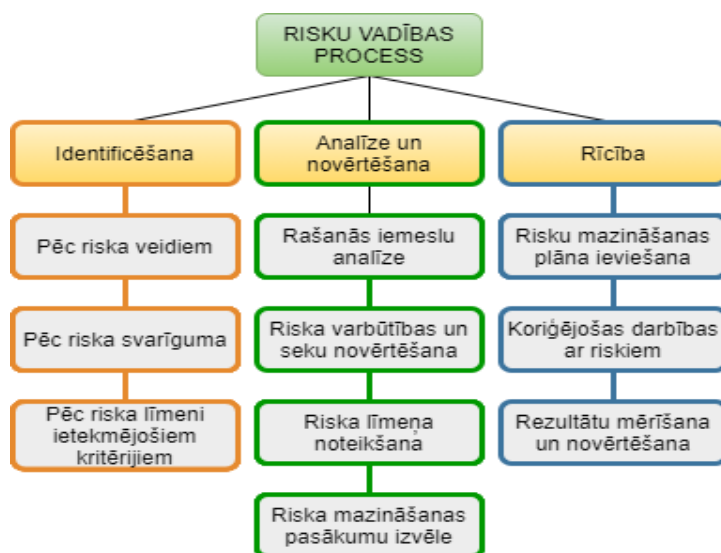 RISKU VADĪBAS
PROCESS
Identificēšana
Pēc riska veidiem
Pēc riska svarīguma
Pēc riska līmeni
ietekmējošiem
kritērijiem
Analīze un
novērtēšana
Rašanās iemeslu
analīze
Riska varbūtības un
seku novērtēšana
Riska līmeņa
noteikšana
Riska mazināšanas
pasākumu izvēle
Rīcība
Risku mazināšanas
plāna ieviešana
Koriģējošas darbības
ar riskiem
Rezultātu mērīšana
un novērtēšana